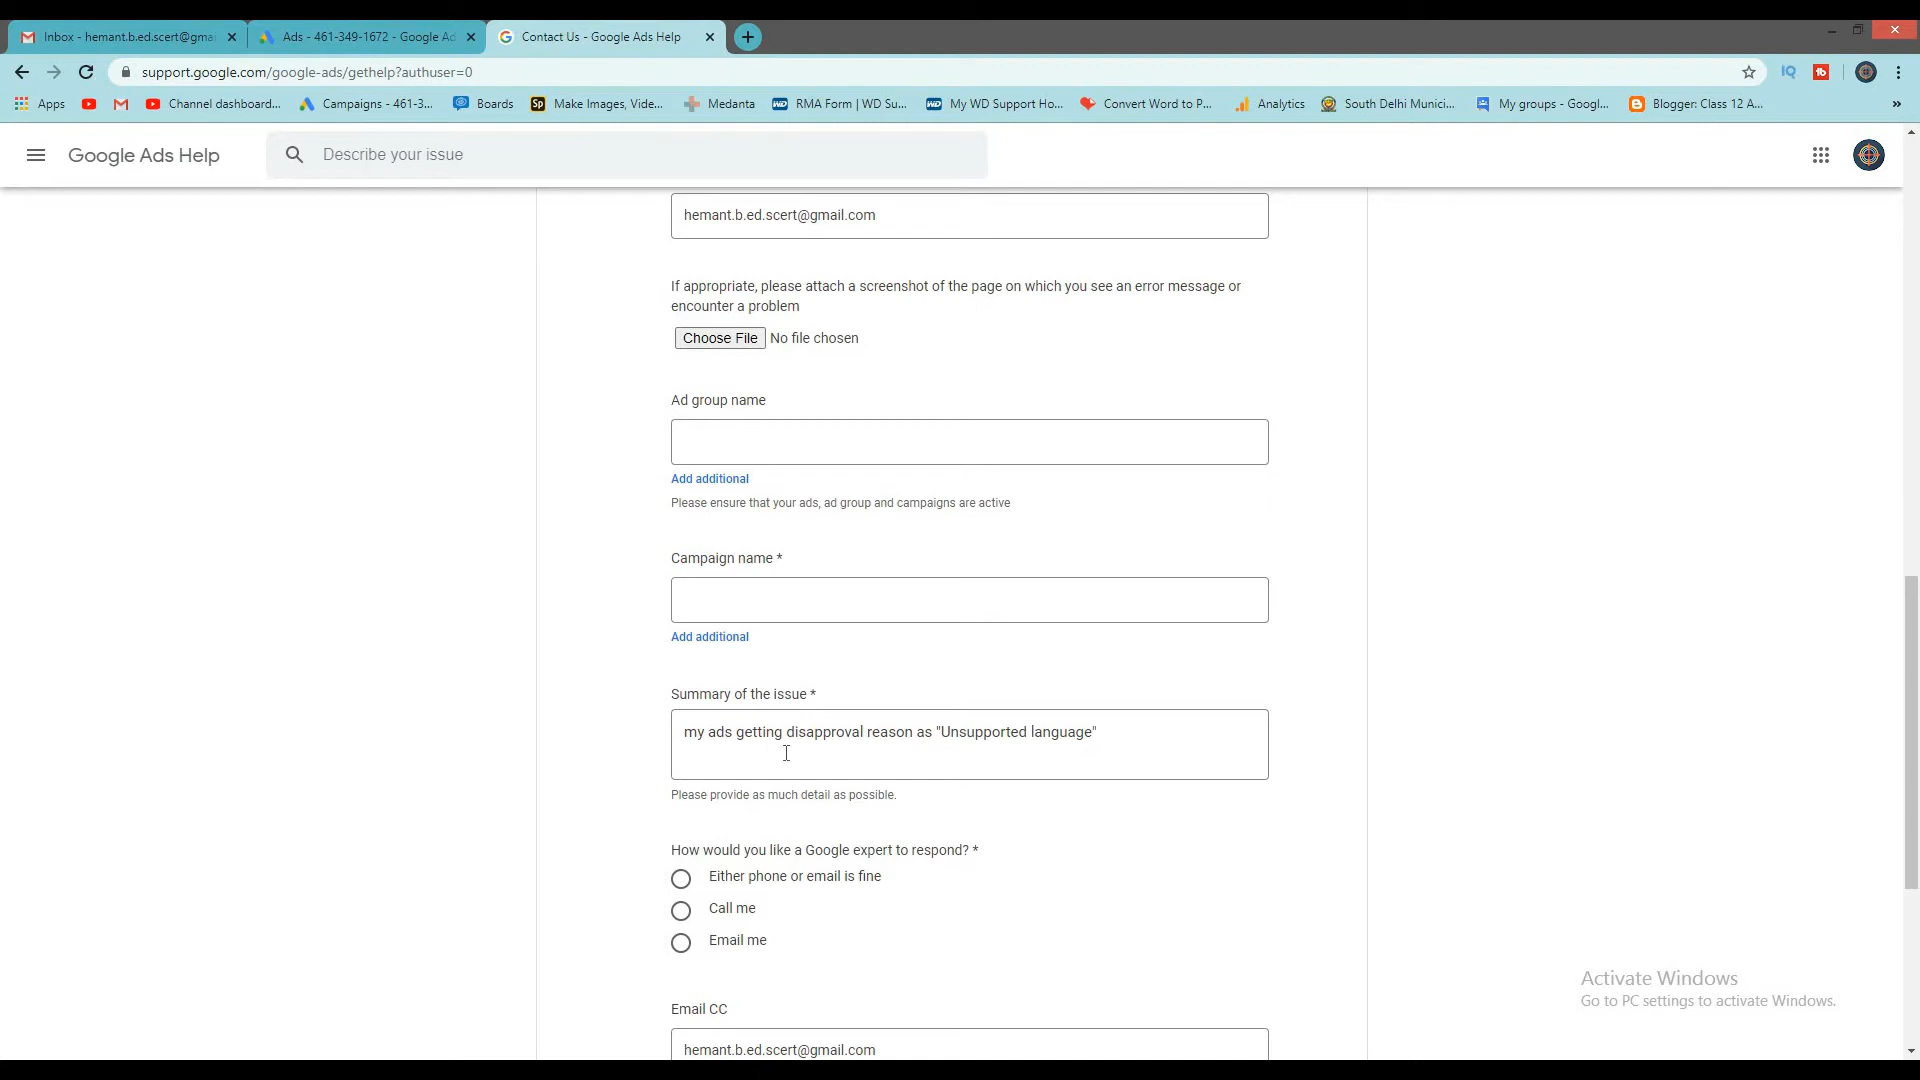 Inbox - hemant.b.ed.scert@gmai
Ads - 461-349-1672 - Google Ad
Contact Us - Google Ads Help
support.google.com/google-ads/gethelp?authuser=0
Apps
Channel dashboard...
Campaigns - 461-3...
Boards
Sp
Make Images, Vide...
Medanta
WD
RMA Form | WD Su...
WD
My WD Support Ho...
Convert Word to P...
Analytics
South Delhi Munici...
My groups - Googl...
Blogger: Class 12 A...
»
Google Ads Help
Describe your issue
hemant.b.ed.scert@gmail.com
If appropriate, please attach a screenshot of the page on which you see an error message or
encounter a problem
Choose File No file chosen
Ad group name
Add additional
Please ensure that your ads, ad group and campaigns are active
Campaign name *
Add additional
Summary of the issue *
my ads getting disapproval reason as "Unsupported language"
Please provide as much detail as possible.
How would you like a Google expert to respond? *
Either phone or email is fine
Call me
Email me
Email CC
hemant.b.ed.scert@gmail.com
Activate Windows
Go to PC settings to activate Windows.